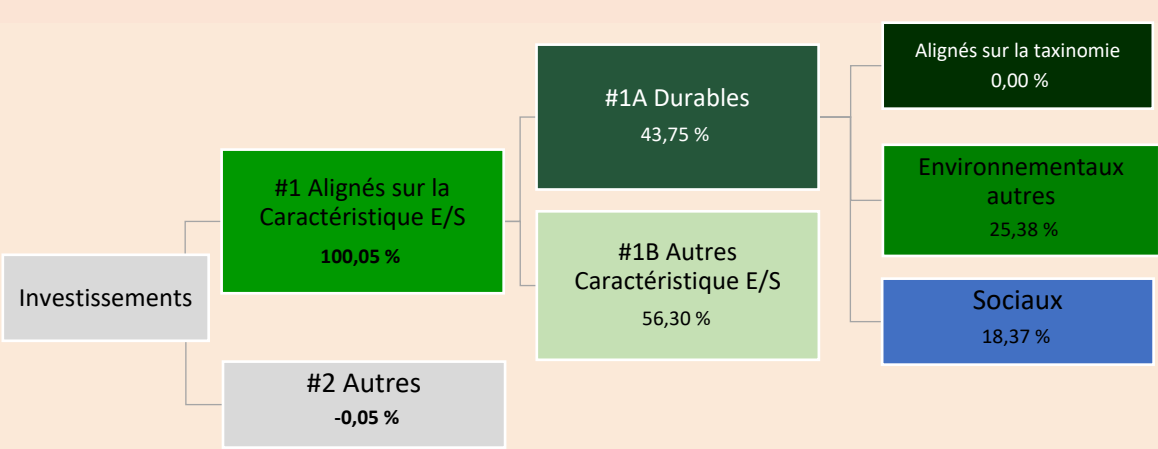 Investissements
#1 Alignés sur la
Caractéristique E/S
100,05 %
#2 Autres
-0,05 %
#1A Durables
43,75 %
#1B Autres
Caractéristique E/S
56,30 %
Alignés sur la taxinomie
0,00 %
Environnementaux
autres
25,38 %
Sociaux
18,37 %